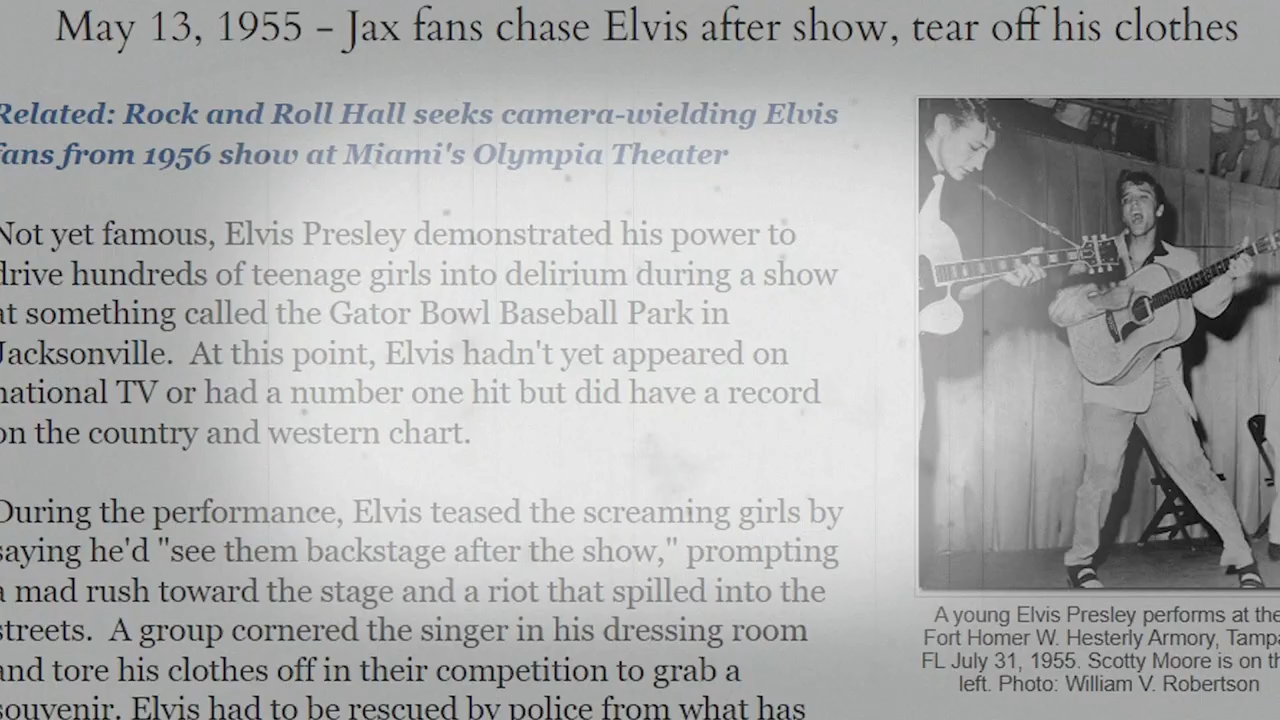 May 13, 1955 – Jax fans chase Elvis after show, tear off his clothes
Related: Rock and Roll Hall seeks camera-wielding Elvis
fans from 1956 show at Miami's Olympia Theater
Not yet famous, Elvis Presley demonstrated his power to
drive hundreds of teenage girls into delirium during a show
at something called the Gator Bowl Baseball Park in
Jacksonville. At this point, Elvis hadn't yet appeared on
national TV or had a number one hit but did have a record
on the country and western chart.
During the performance, Elvis teased the screaming girls by
saying he'd "see them backstage after the show," prompting
a mad rush toward the stage and a riot that spilled into the
streets. A group cornered the singer in his dressing room
and tore his clothes off in their competition to grab a
souvenir. Elvis had to be rescued by police from what has
A young Elvis Presley performs at the
Fort Homer W. Hesterly Armory, Tampa
FL July 31, 1955. Scotty Moore is on th
left. Photo: William V. Robertson